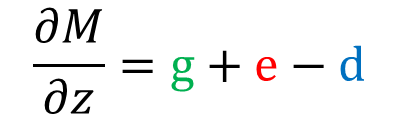 ∂M/∂z = g + e − d